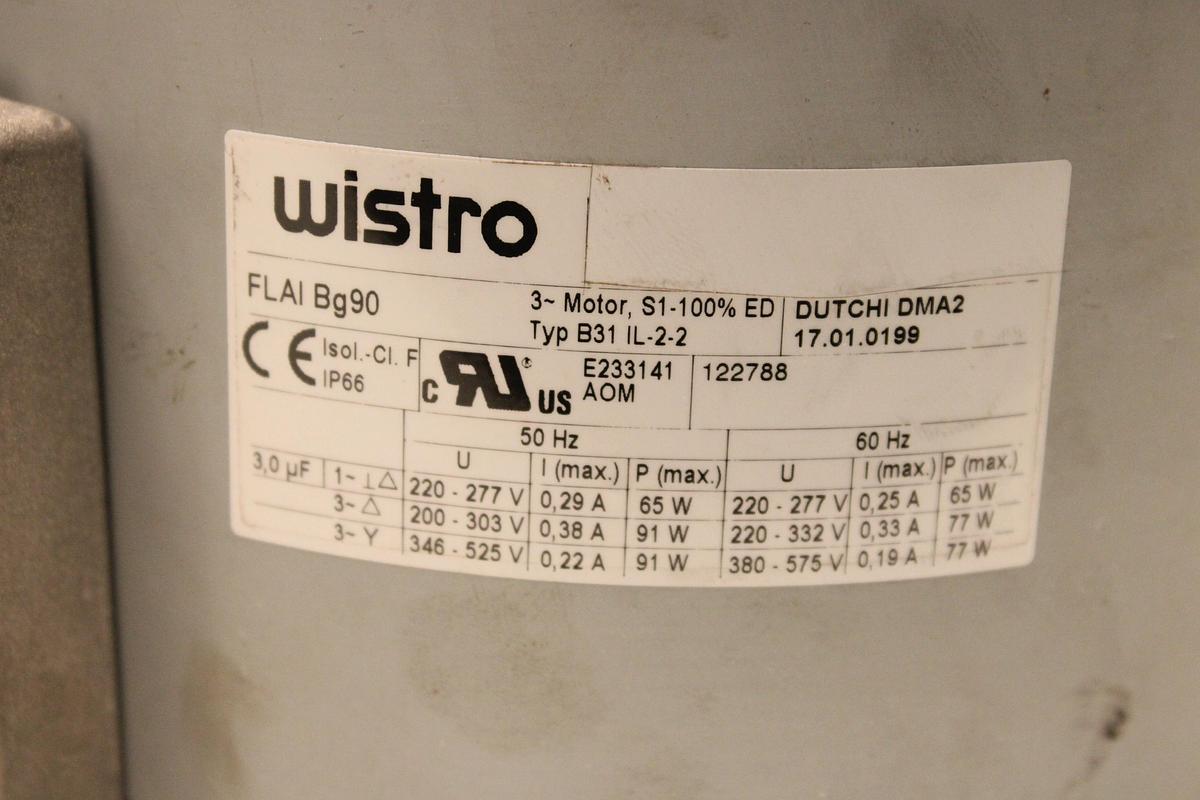 wistro
FLAI Bg90
3~ Motor, S1-100% ED
Typ B31 IL-2-2
DUTCHI DMA2
17.01.0199
CE Isol.-Cl. F
IP66
C RU® US
E233141
AOM
122788
50 Hz 60 Hz
U I (max.) P (max.) U I (max.) P (max.)
3,0 µF 1~ ⊥ △ 220 - 277 V 0,29 A 65 W 220 - 277 V 0,25 A 65 W
3~ △ 200 - 303 V 0,38 A 91 W 220 - 332 V 0,33 A 77 W
3~ Y 346 - 525 V 0,22 A 91 W 380 - 575 V 0,19 A 77 W